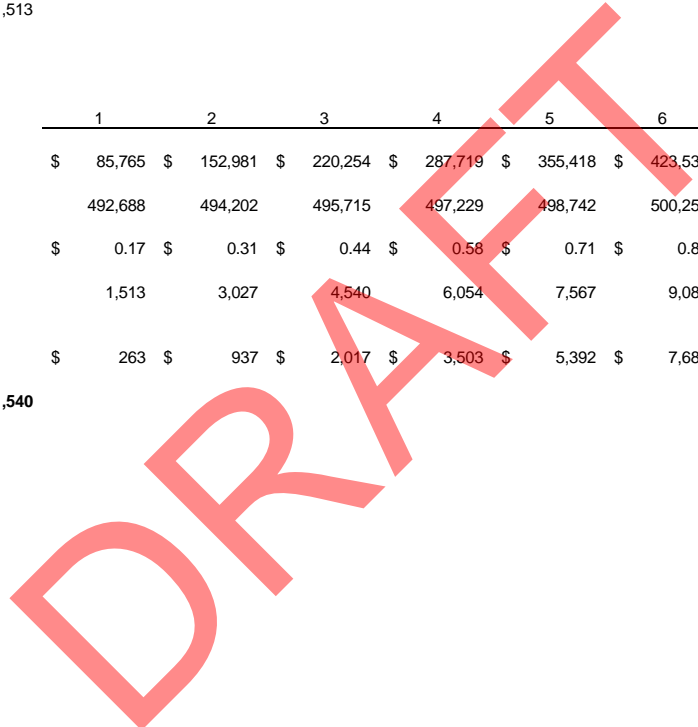 ,513
1 2 3 4 5 6
$ 85,765 $ 152,981 $ 220,254 $ 287,719 $ 355,418 $ 423,53
492,688 494,202 495,715 497,229 498,742 500,25
$ 0.17 $ 0.31 $ 0.44 $ 0.58 $ 0.71 $ 0.8
1,513 3,027 4,540 6,054 7,567 9,08
$ 263 $ 937 $ 2,017 $ 3,503 $ 5,392 $ 7,68
,540
DRAFT